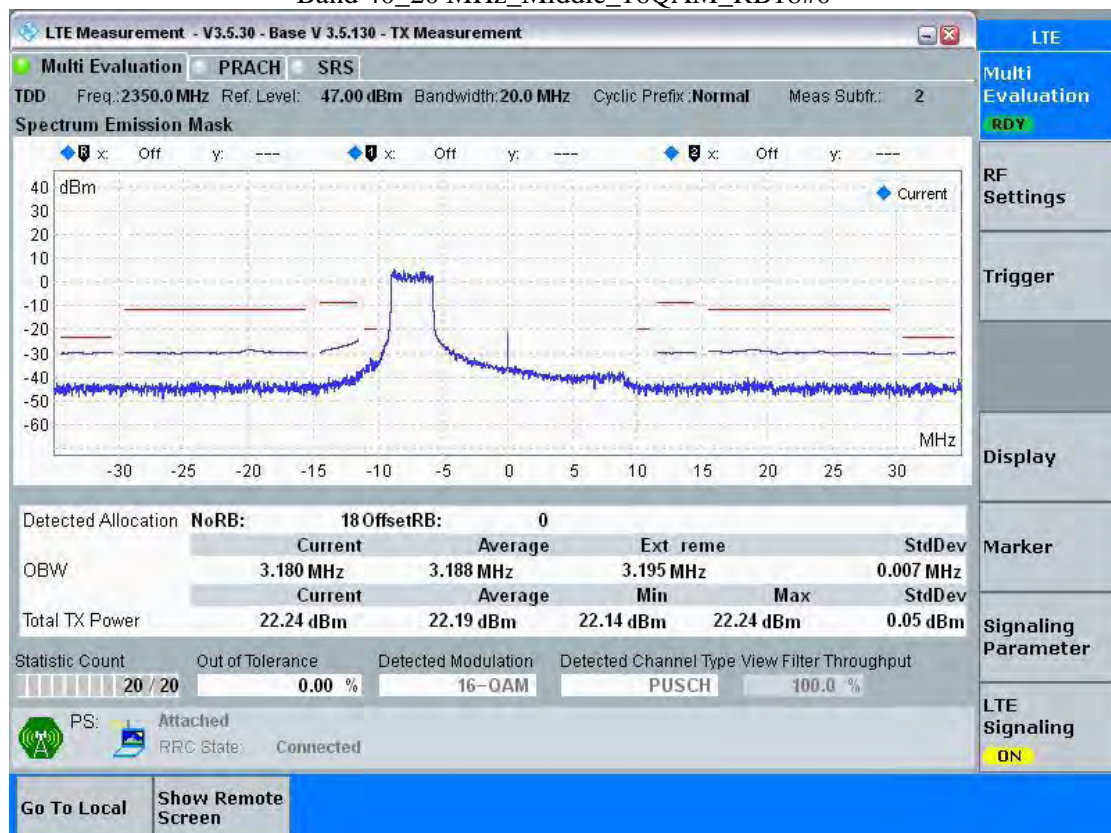 LTE Measurement - V3.5.30 - Base V 3.5.130 - TX Measurement
LTE
Multi Evaluation PRACH SRS
Multi Evaluation
RDY
TDD Freq.:2350.0 MHz Ref. Level: 47.00 dBm Bandwidth:20.0 MHz Cyclic Prefix :Normal Meas Subfr.: 2
Spectrum Emission Mask
R x: Off y: --- 1 x: Off y: --- 2 x: Off y: ---
40 dBm
Current
30
20
10
0
-10
-20
-30
-40
-50
-60
MHz
-30 -25 -20 -15 -10 -5 0 5 10 15 20 25 30
RF Settings
Trigger
Display
Marker
Signaling Parameter
LTE Signaling
ON
Detected Allocation NoRB: 18 OffsetRB: 0
Current Average Ext reme StdDev
OBW 3.180 MHz 3.188 MHz 3.195 MHz 0.007 MHz
Current Average Min Max StdDev
Total TX Power 22.24 dBm 22.19 dBm 22.14 dBm 22.24 dBm 0.05 dBm
Statistic Count Out of Tolerance Detected Modulation Detected Channel Type View Filter Throughput
20 / 20 0.00 % 16-QAM PUSCH 100.0 %
PS: Attached
RRC State: Connected
Go To Local Show Remote Screen